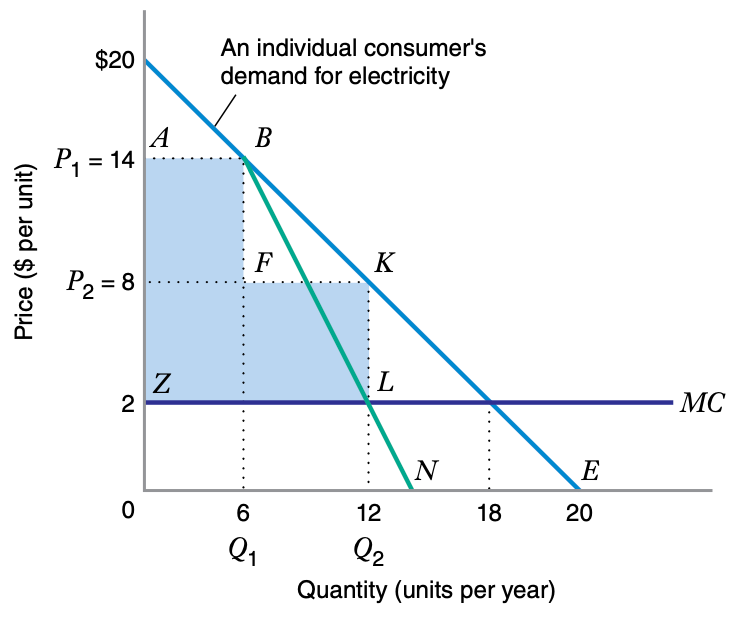 An individual consumer's
demand for electricity
$20
A
B
P1 = 14
F
K
P2 = 8
Z
L
2
MC
N
E
0
6
12
18
20
Q1
Q2
Quantity (units per year)
Price ($ per unit)